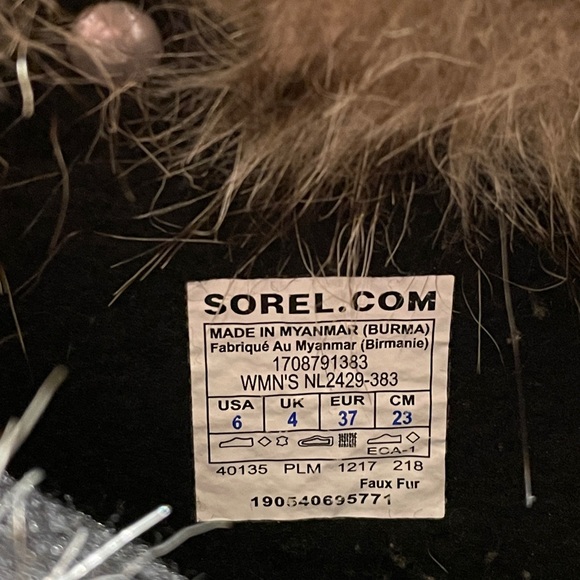 SOREL.COM
MADE IN MYANMAR (BURMA)
Fabriqué Au Myanmar (Birmanie)
1708791383
WMN'S NL2429-383
USA UK EUR CM
6 4 37 23
ECA-1
40135 PLM 1217 218
Faux Fur
190540695771